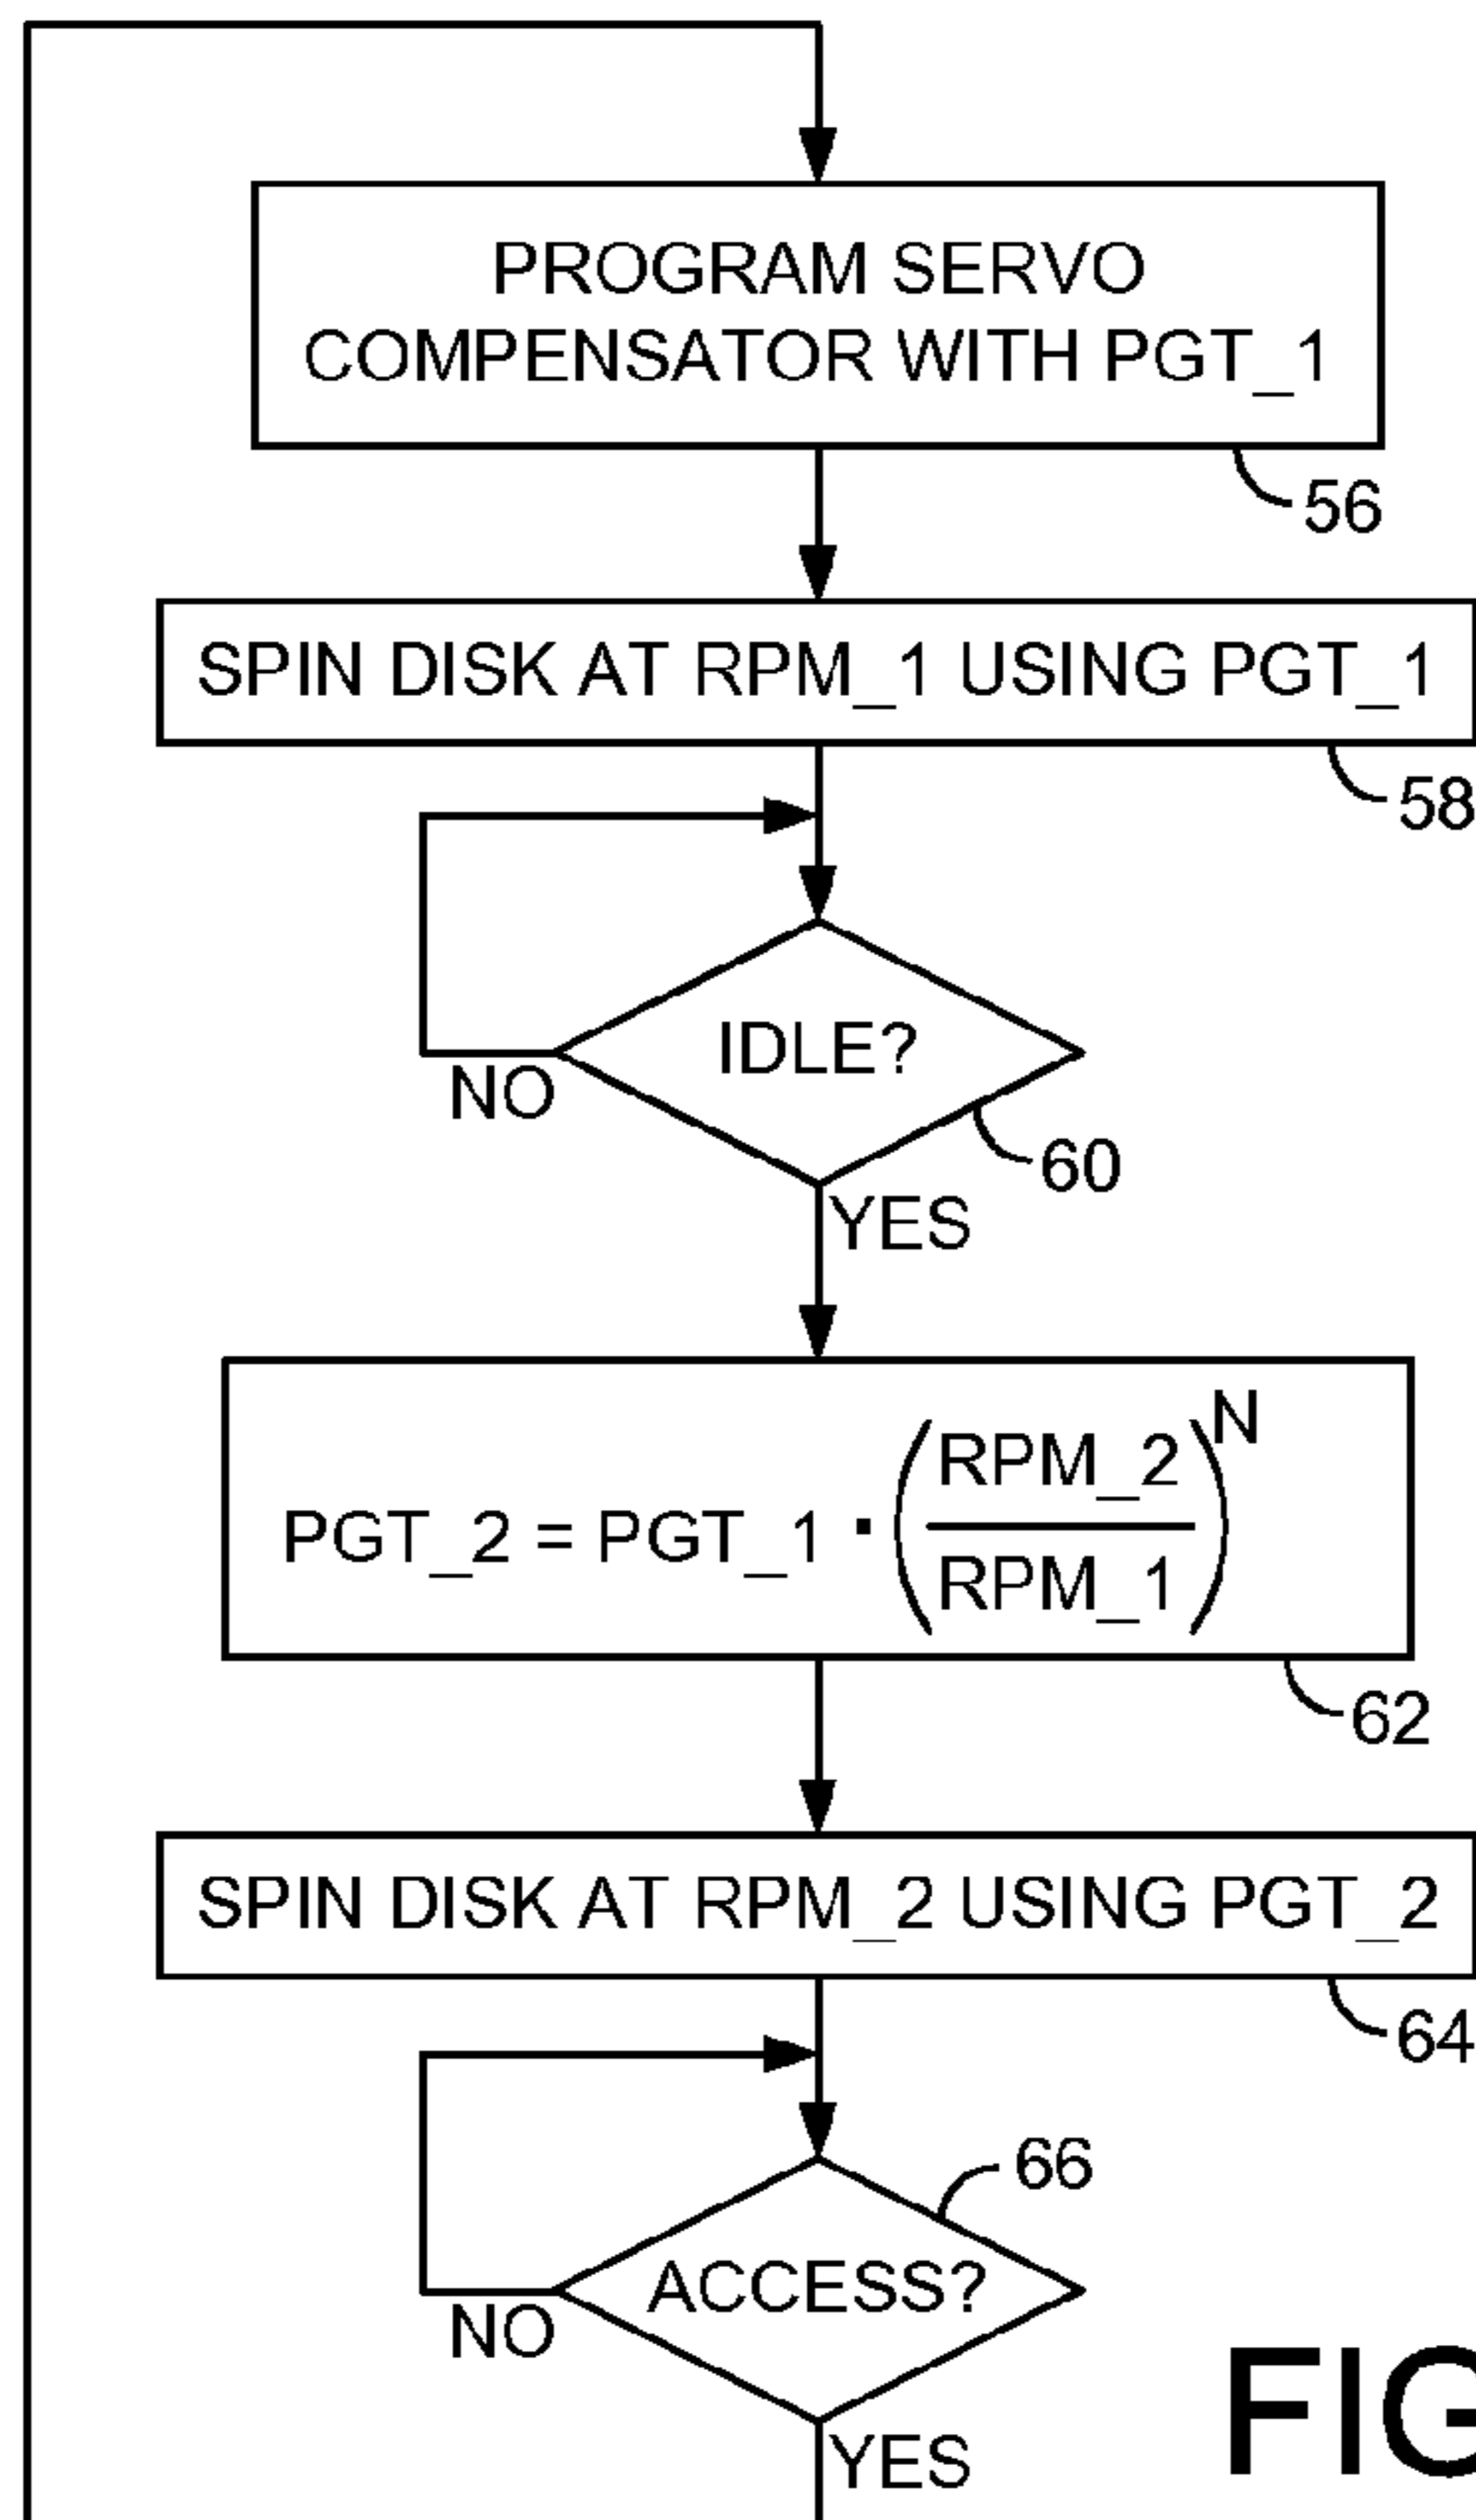 PROGRAM SERVO
COMPENSATOR WITH PGT_1
56
SPIN DISK AT RPM_1 USING PGT_1
58
IDLE?
NO
60
YES
PGT_2 = PGT_1 · (RPM_2 / RPM_1)^N
62
SPIN DISK AT RPM_2 USING PGT_2
64
66
ACCESS?
NO
YES
FIG